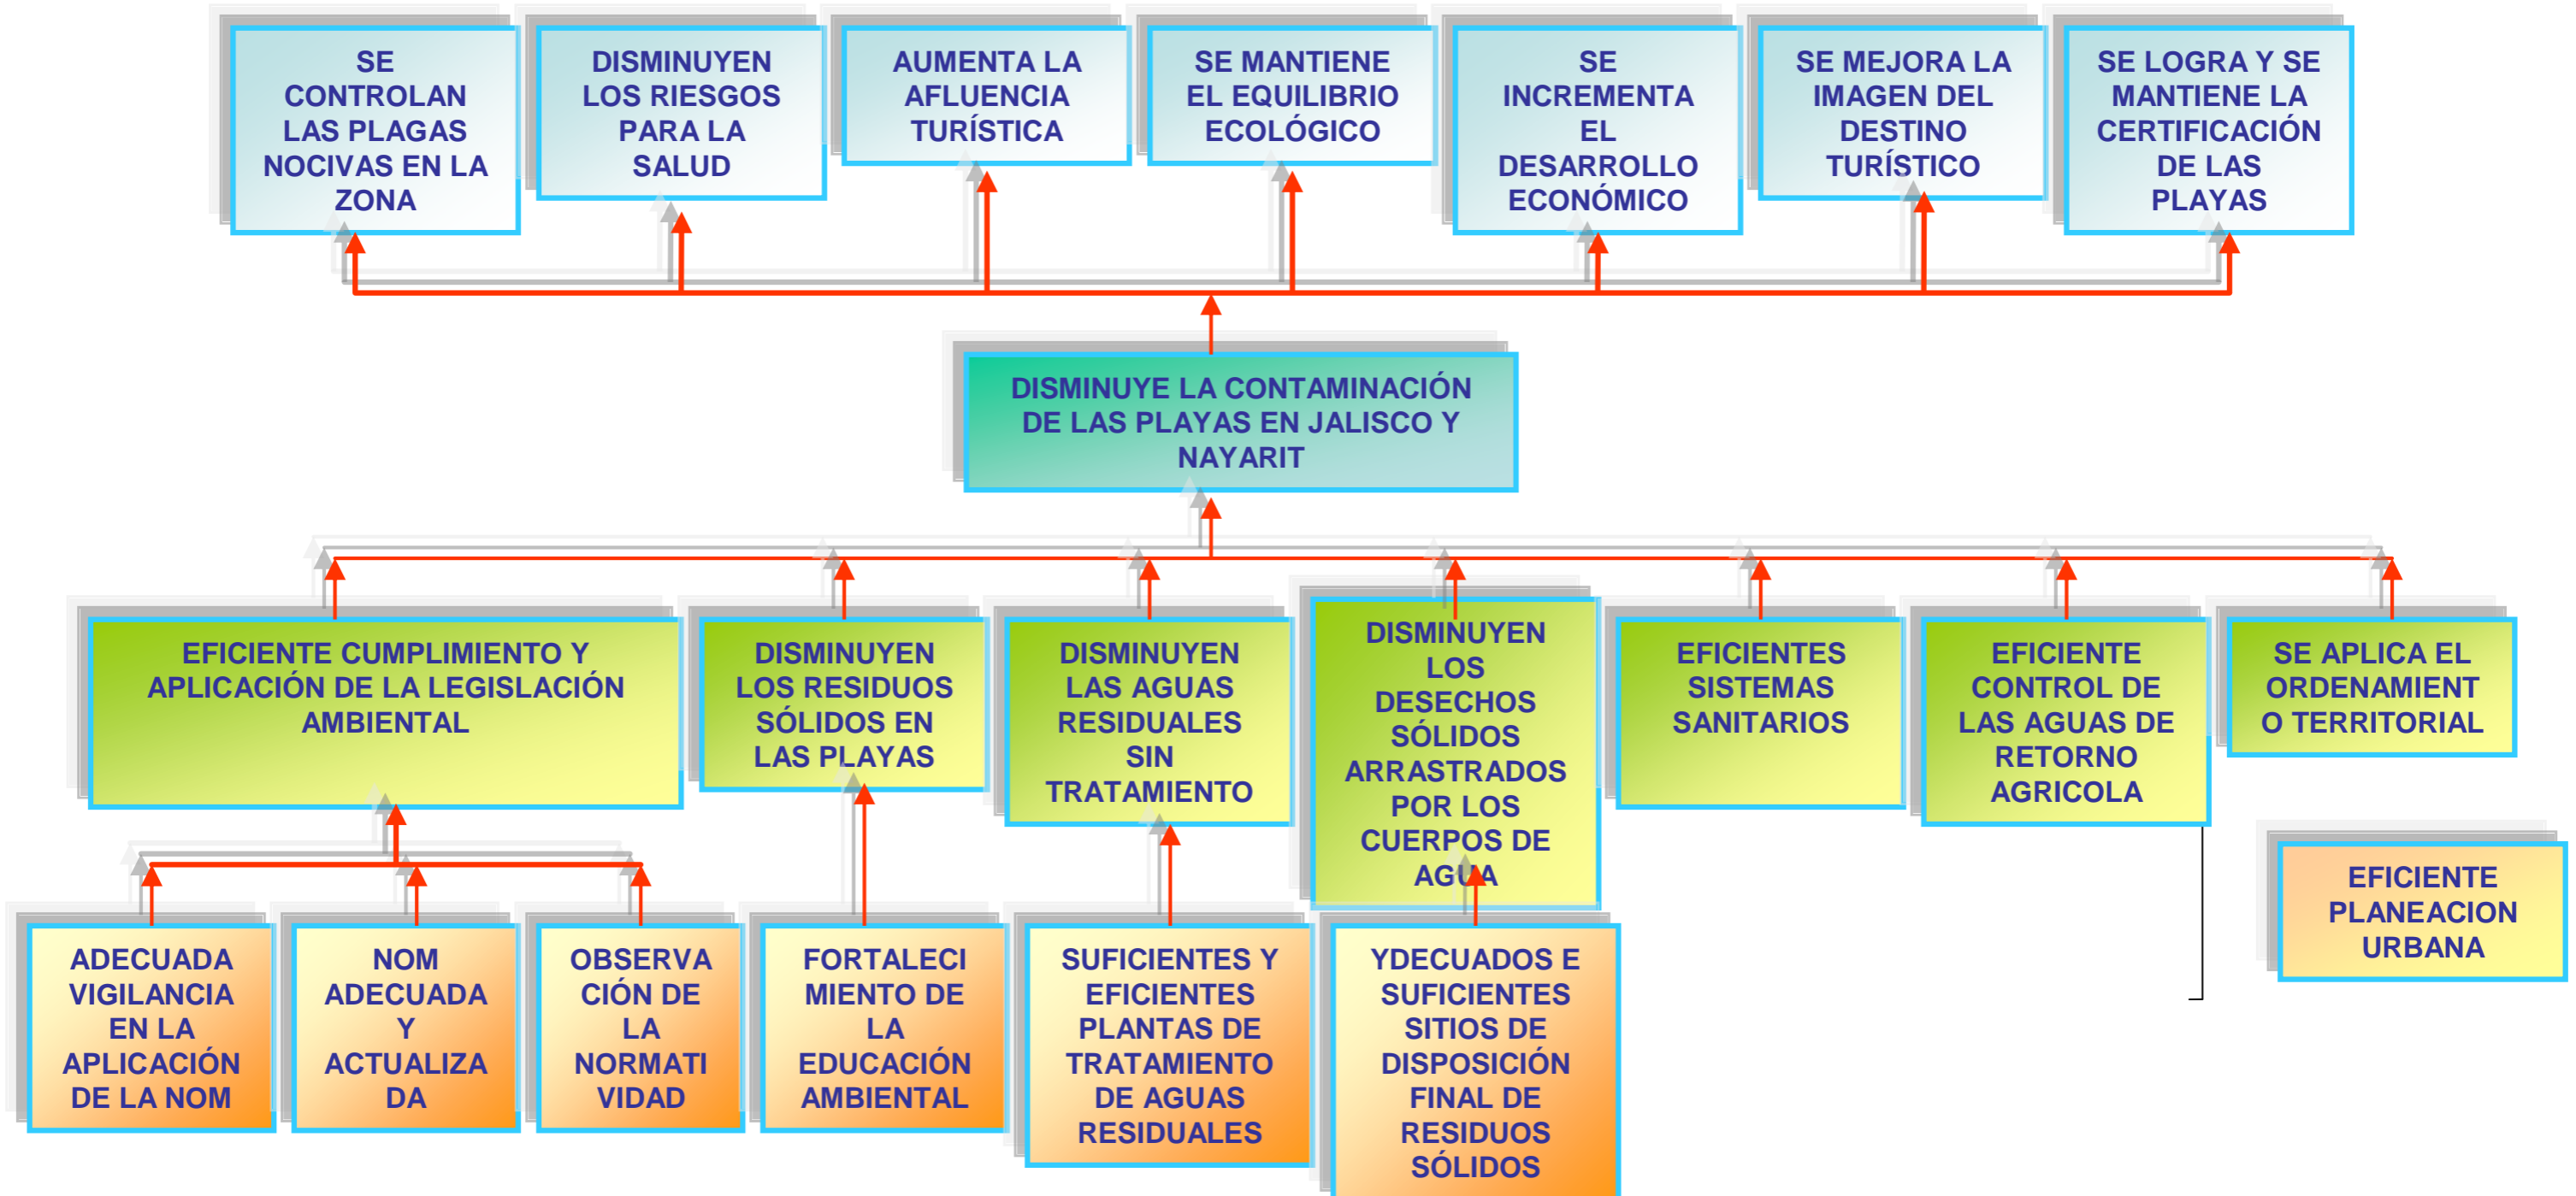 SE
CONTROLAN
LAS PLAGAS
NOCIVAS EN LA
ZONA
DISMINUYEN
LOS RIESGOS
PARA LA
SALUD
AUMENTA LA
AFLUENCIA
TURÍSTICA
SE MANTIENE
EL EQUILIBRIO
ECOLÓGICO
SE
INCREMENTA
EL
DESARROLLO
ECONÓMICO
SE MEJORA LA
IMAGEN DEL
DESTINO
TURÍSTICO
SE LOGRA Y SE
MANTIENE LA
CERTIFICACIÓN
DE LAS
PLAYAS
DISMINUYE LA CONTAMINACIÓN
DE LAS PLAYAS EN JALISCO Y
NAYARIT
EFICIENTE CUMPLIMIENTO Y
APLICACIÓN DE LA LEGISLACIÓN
AMBIENTAL
DISMINUYEN
LOS RESIDUOS
SÓLIDOS EN
LAS PLAYAS
DISMINUYEN
LAS AGUAS
RESIDUALES
SIN
TRATAMIENTO
DISMINUYEN
LOS
DESECHOS
SÓLIDOS
ARRASTRADOS
POR LOS
CUERPOS DE
AGUA
EFICIENTES
SISTEMAS
SANITARIOS
EFICIENTE
CONTROL DE
LAS AGUAS DE
RETORNO
AGRICOLA
SE APLICA EL
ORDENAMIENT
O TERRITORIAL
ADECUADA
VIGILANCIA
EN LA
APLICACIÓN
DE LA NOM
NOM
ADECUADA
Y
ACTUALIZA
DA
OBSERVA
CIÓN DE
LA
NORMATI
VIDAD
FORTALECI
MIENTO DE
LA
EDUCACIÓN
AMBIENTAL
SUFICIENTES Y
EFICIENTES
PLANTAS DE
TRATAMIENTO
DE AGUAS
RESIDUALES
YDECUADOS E
SUFICIENTES
SITIOS DE
DISPOSICIÓN
FINAL DE
RESIDUOS
SÓLIDOS
EFICIENTE
PLANEACION
URBANA